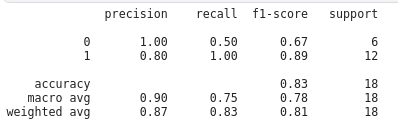 precision recall f1-score support
0 1.00 0.50 0.67 6
1 0.80 1.00 0.89 12
accuracy 0.83 18
macro avg 0.90 0.75 0.78 18
weighted avg 0.87 0.83 0.81 18